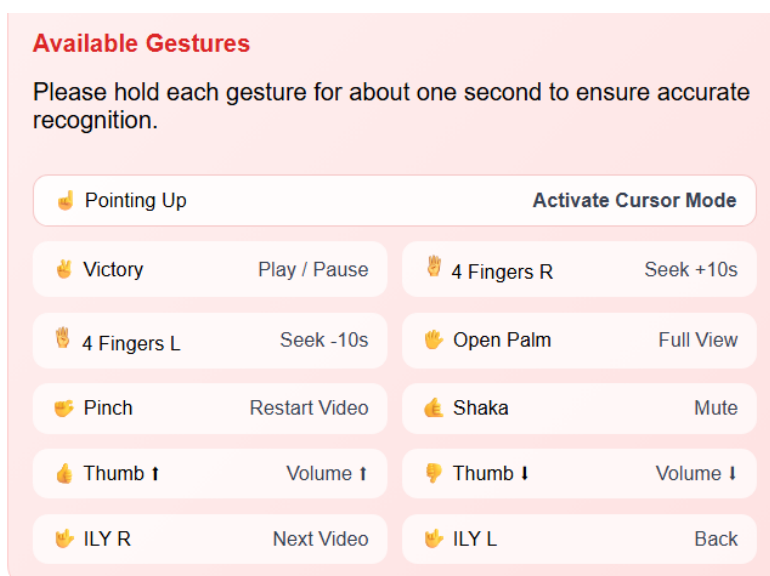 Available Gestures
Please hold each gesture for about one second to ensure accurate
recognition.
☝️ Pointing Up Activate Cursor Mode
✌️ Victory Play / Pause
4 Fingers R Seek +10s
4 Fingers L Seek -10s
🖐️ Open Palm Full View
🤏 Pinch Restart Video
🤙 Shaka Mute
👍 Thumb ⬆ Volume ⬆
👎 Thumb ⬇ Volume ⬇
🤟 ILY R Next Video
🤟 ILY L Back